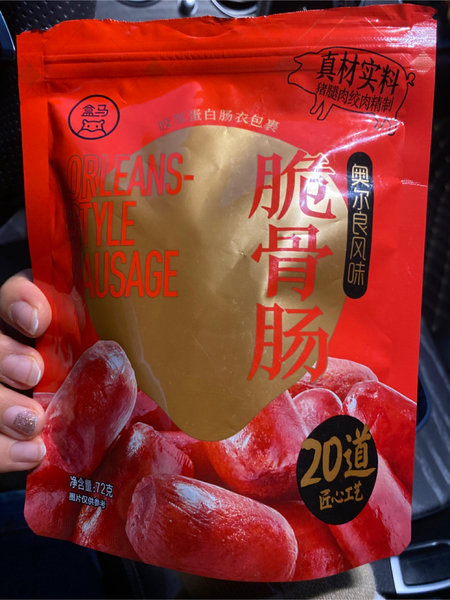 真材实料
猪腿肉绞肉精制
盒马
胶原蛋白肠衣包裹
ORLEANS-
STYLE
SAUSAGE
脆骨肠
奥尔良风味
20道
匠心工艺
净含量:72克
图片仅供参考